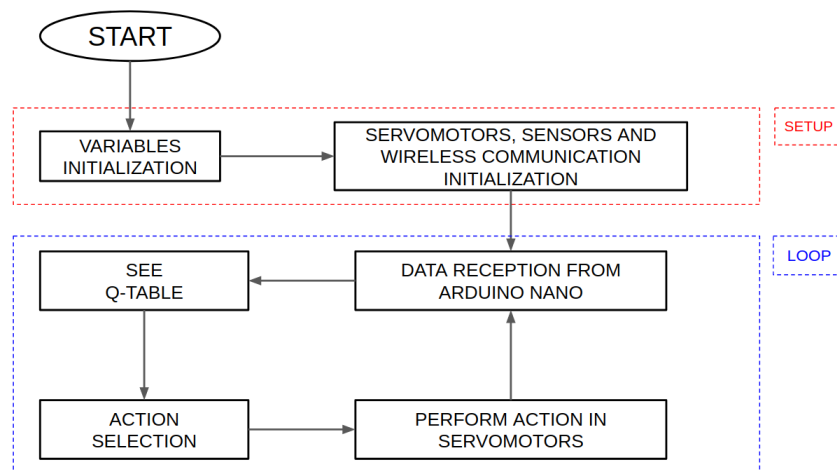 START
SETUP
VARIABLES
INITIALIZATION
SERVOMOTORS, SENSORS AND
WIRELESS COMMUNICATION
INITIALIZATION
LOOP
SEE
Q-TABLE
DATA RECEPTION FROM
ARDUINO NANO
ACTION
SELECTION
PERFORM ACTION IN
SERVOMOTORS